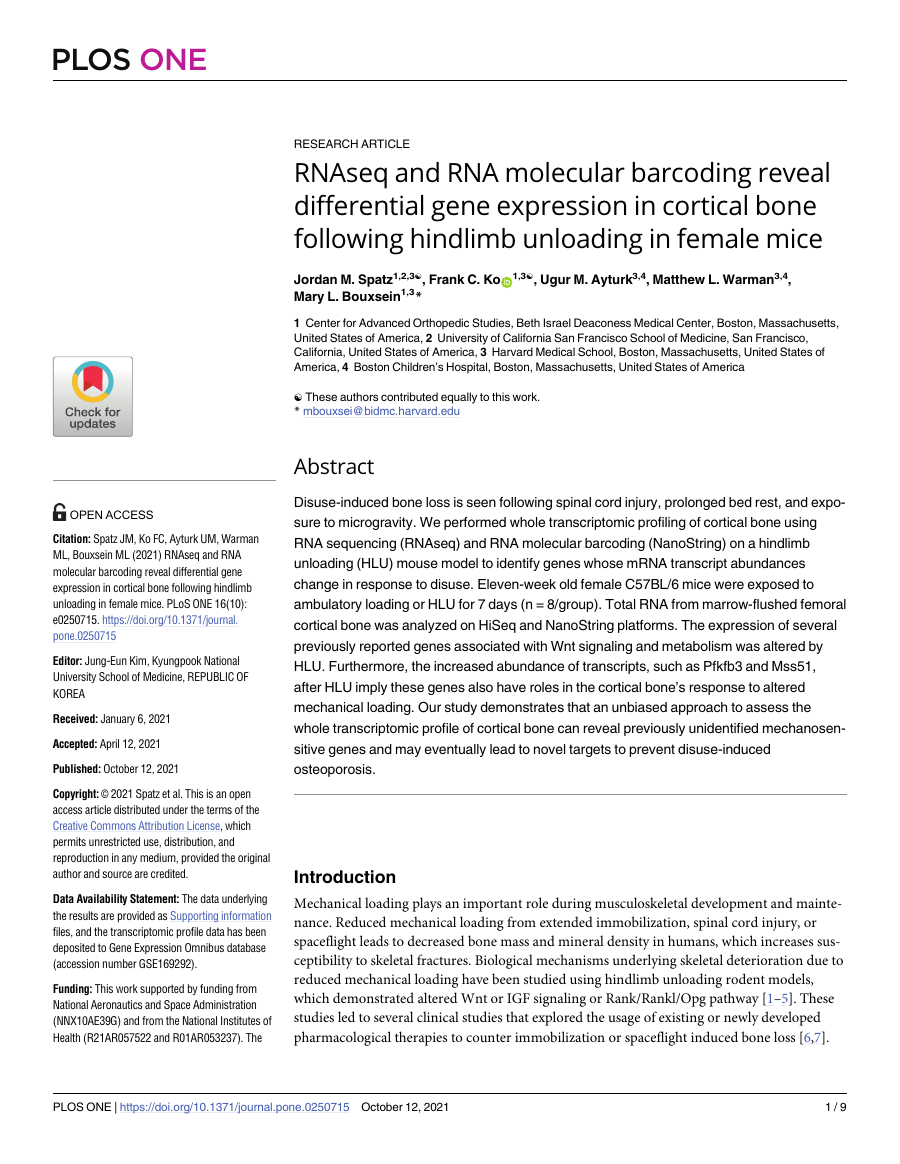 PLOS ONE
RESEARCH ARTICLE
RNAseq and RNA molecular barcoding reveal
differential gene expression in cortical bone
following hindlimb unloading in female mice
Jordan M. Spatz1,2,3☯, Frank C. Ko1,3☯, Ugur M. Ayturk3,4, Matthew L. Warman3,4,
Mary L. Bouxsein1,3*
1 Center for Advanced Orthopedic Studies, Beth Israel Deaconess Medical Center, Boston, Massachusetts,
United States of America, 2 University of California San Francisco School of Medicine, San Francisco,
California, United States of America, 3 Harvard Medical School, Boston, Massachusetts, United States of
America, 4 Boston Children's Hospital, Boston, Massachusetts, United States of America
☯ These authors contributed equally to this work.
* mbouxsei@bidmc.harvard.edu
Check for
updates
Abstract
Disuse-induced bone loss is seen following spinal cord injury, prolonged bed rest, and expo-
sure to microgravity. We performed whole transcriptomic profiling of cortical bone using
RNA sequencing (RNAseq) and RNA molecular barcoding (NanoString) on a hindlimb
unloading (HLU) mouse model to identify genes whose mRNA transcript abundances
change in response to disuse. Eleven-week old female C57BL/6 mice were exposed to
ambulatory loading or HLU for 7 days (n = 8/group). Total RNA from marrow-flushed femoral
cortical bone was analyzed on HiSeq and NanoString platforms. The expression of several
previously reported genes associated with Wnt signaling and metabolism was altered by
HLU. Furthermore, the increased abundance of transcripts, such as Pfkfb3 and Mss51,
after HLU imply these genes also have roles in the cortical bone's response to altered
mechanical loading. Our study demonstrates that an unbiased approach to assess the
whole transcriptomic profile of cortical bone can reveal previously unidentified mechanosen-
sitive genes and may eventually lead to novel targets to prevent disuse-induced
osteoporosis.
OPEN ACCESS
Citation: Spatz JM, Ko FC, Ayturk UM, Warman
ML, Bouxsein ML (2021) RNAseq and RNA
molecular barcoding reveal differential gene
expression in cortical bone following hindlimb
unloading in female mice. PLoS ONE 16(10):
e0250715. https://doi.org/10.1371/journal.
pone.0250715
Editor: Jung-Eun Kim, Kyungpook National
University School of Medicine, REPUBLIC OF
KOREA
Received: January 6, 2021
Accepted: April 12, 2021
Published: October 12, 2021
Copyright: © 2021 Spatz et al. This is an open
access article distributed under the terms of the
Creative Commons Attribution License, which
permits unrestricted use, distribution, and
reproduction in any medium, provided the original
author and source are credited.
Data Availability Statement: The data underlying
the results are provided as Supporting information
files, and the transcriptomic profile data has been
deposited to Gene Expression Omnibus database
(accession number GSE169292).
Funding: This work supported by funding from
National Aeronautics and Space Administration
(NNX10AE39G) and from the National Institutes of
Health (R21AR057522 and R01AR053237). The
Introduction
Mechanical loading plays an important role during musculoskeletal development and mainte-
nance. Reduced mechanical loading from extended immobilization, spinal cord injury, or
spaceflight leads to decreased bone mass and mineral density in humans, which increases sus-
ceptibility to skeletal fractures. Biological mechanisms underlying skeletal deterioration due to
reduced mechanical loading have been studied using hindlimb unloading rodent models,
which demonstrated altered Wnt or IGF signaling or Rank/Rankl/Opg pathway [1–5]. These
studies led to several clinical studies that explored the usage of existing or newly developed
pharmacological therapies to counter immobilization or spaceflight induced bone loss [6,7].
PLOS ONE | https://doi.org/10.1371/journal.pone.0250715 October 12, 2021
1 / 9